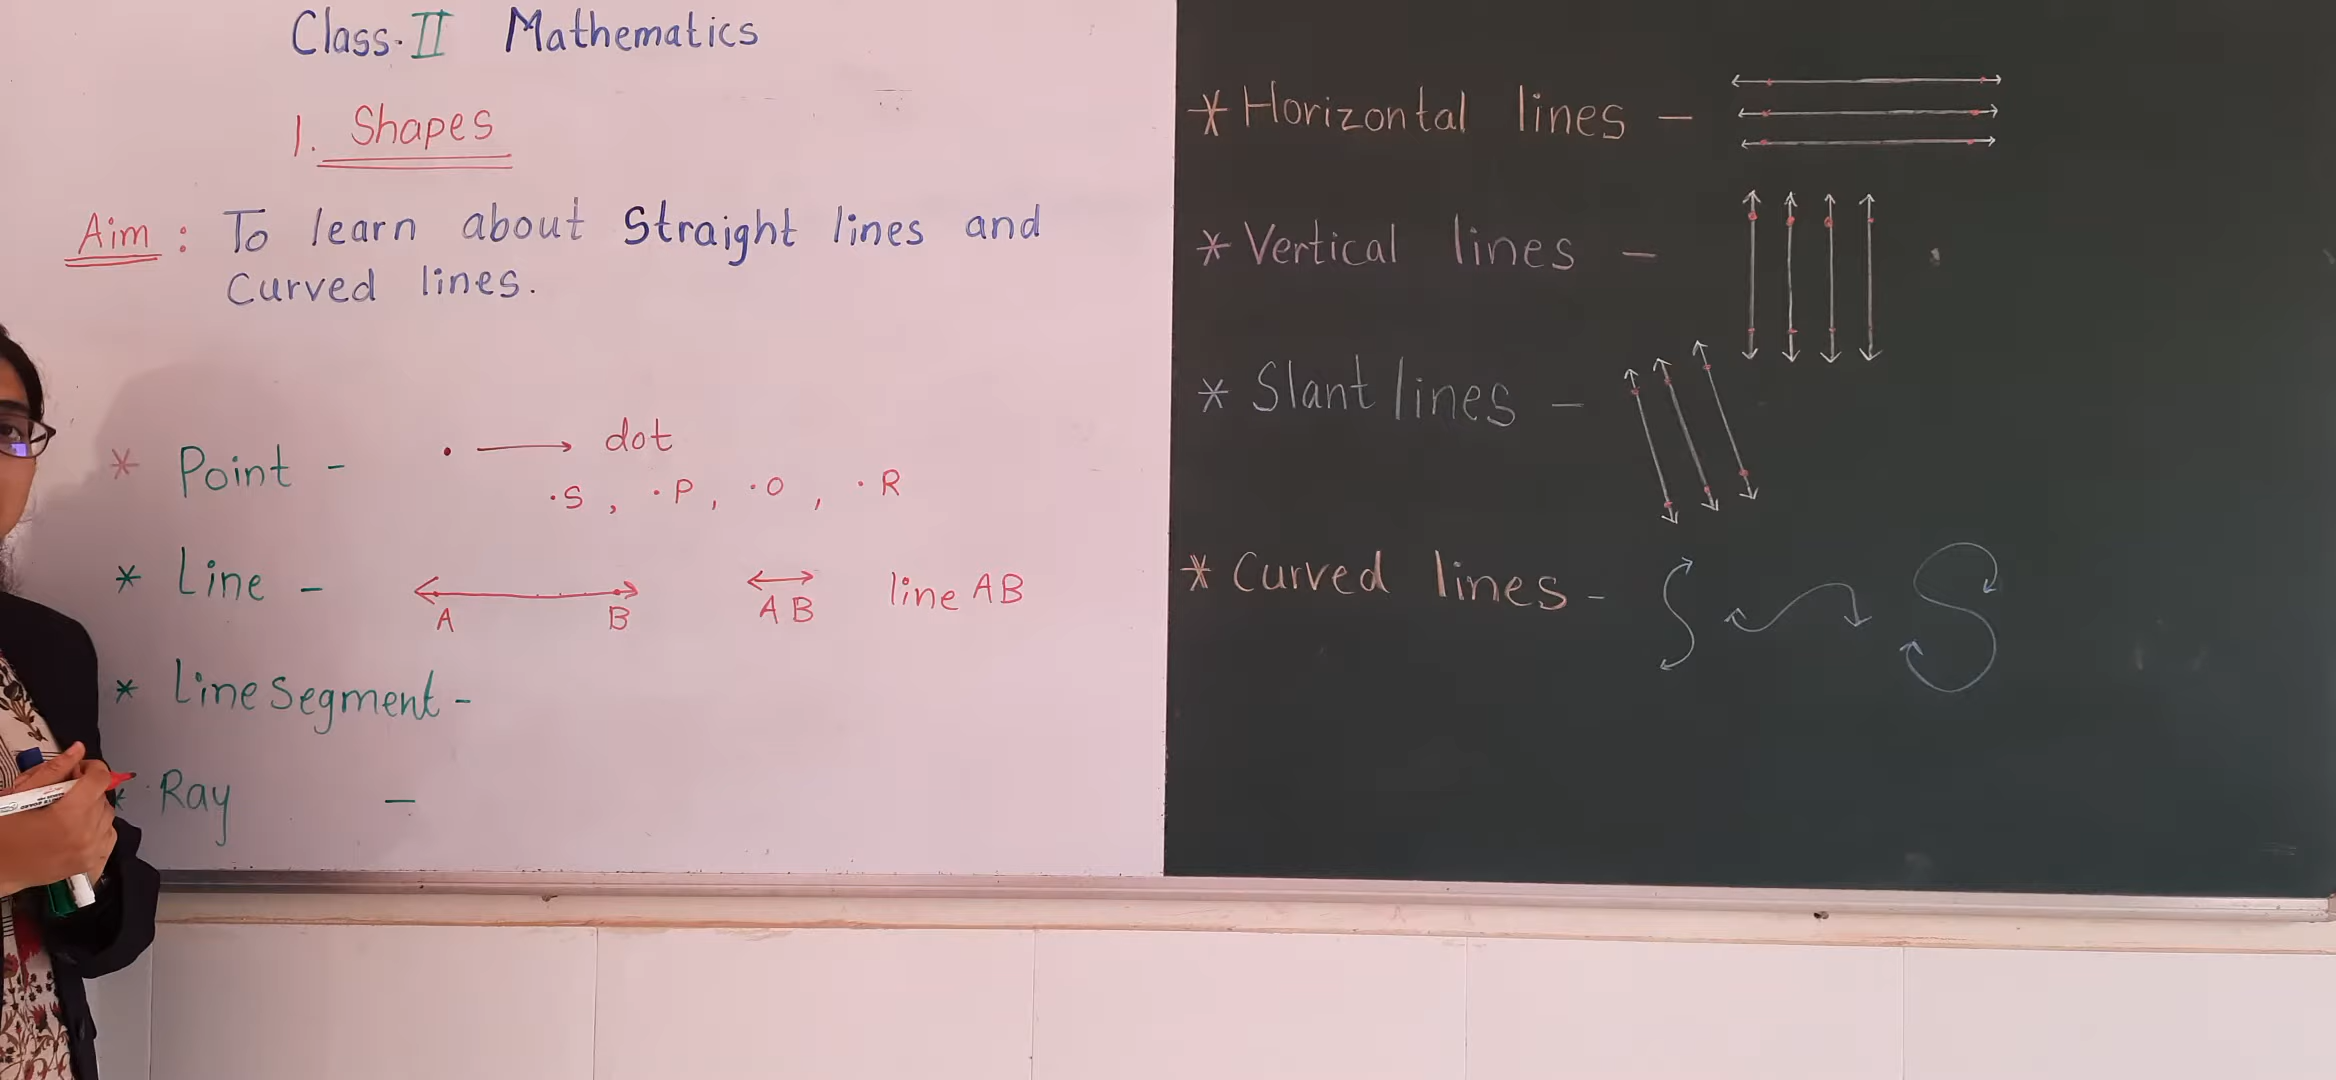 Class-II Mathematics
1. Shapes
Aim : To learn about Straight lines and
Curved lines.
* Point - . → dot
.S , .P , .O , .R
* Line - A B AB line AB
* Line Segment -
* Ray -
* Horizontal lines -
* Vertical lines -
* Slant lines -
* Curved lines -